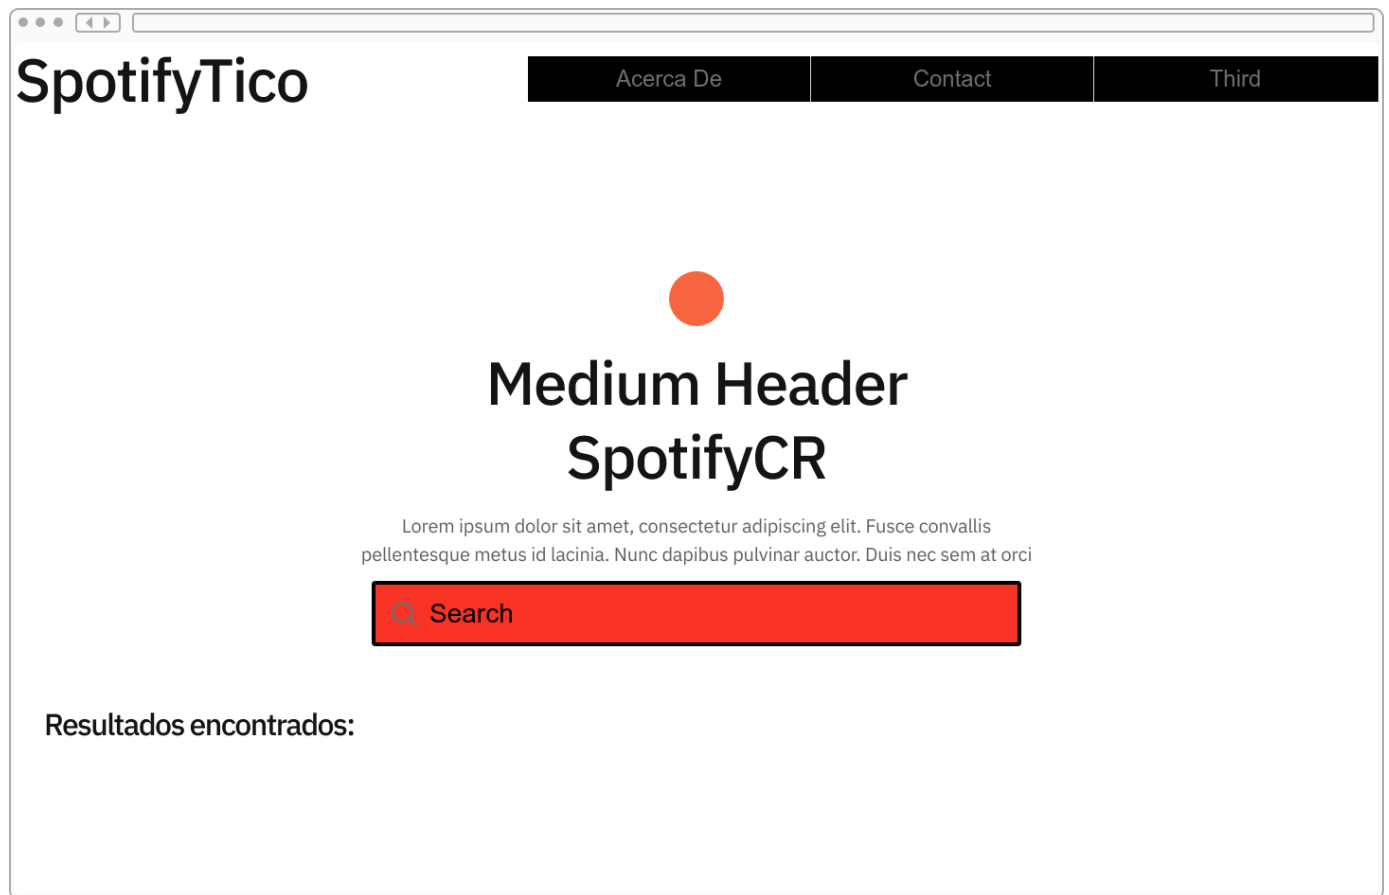 SpotifyTico
Acerca De
Contact
Third
Medium Header
SpotifyCR
Lorem ipsum dolor sit amet, consectetur adipiscing elit. Fusce convallis
pellentesque metus id lacinia. Nunc dapibus pulvinar auctor. Duis nec sem at orci
Search
Resultados encontrados: